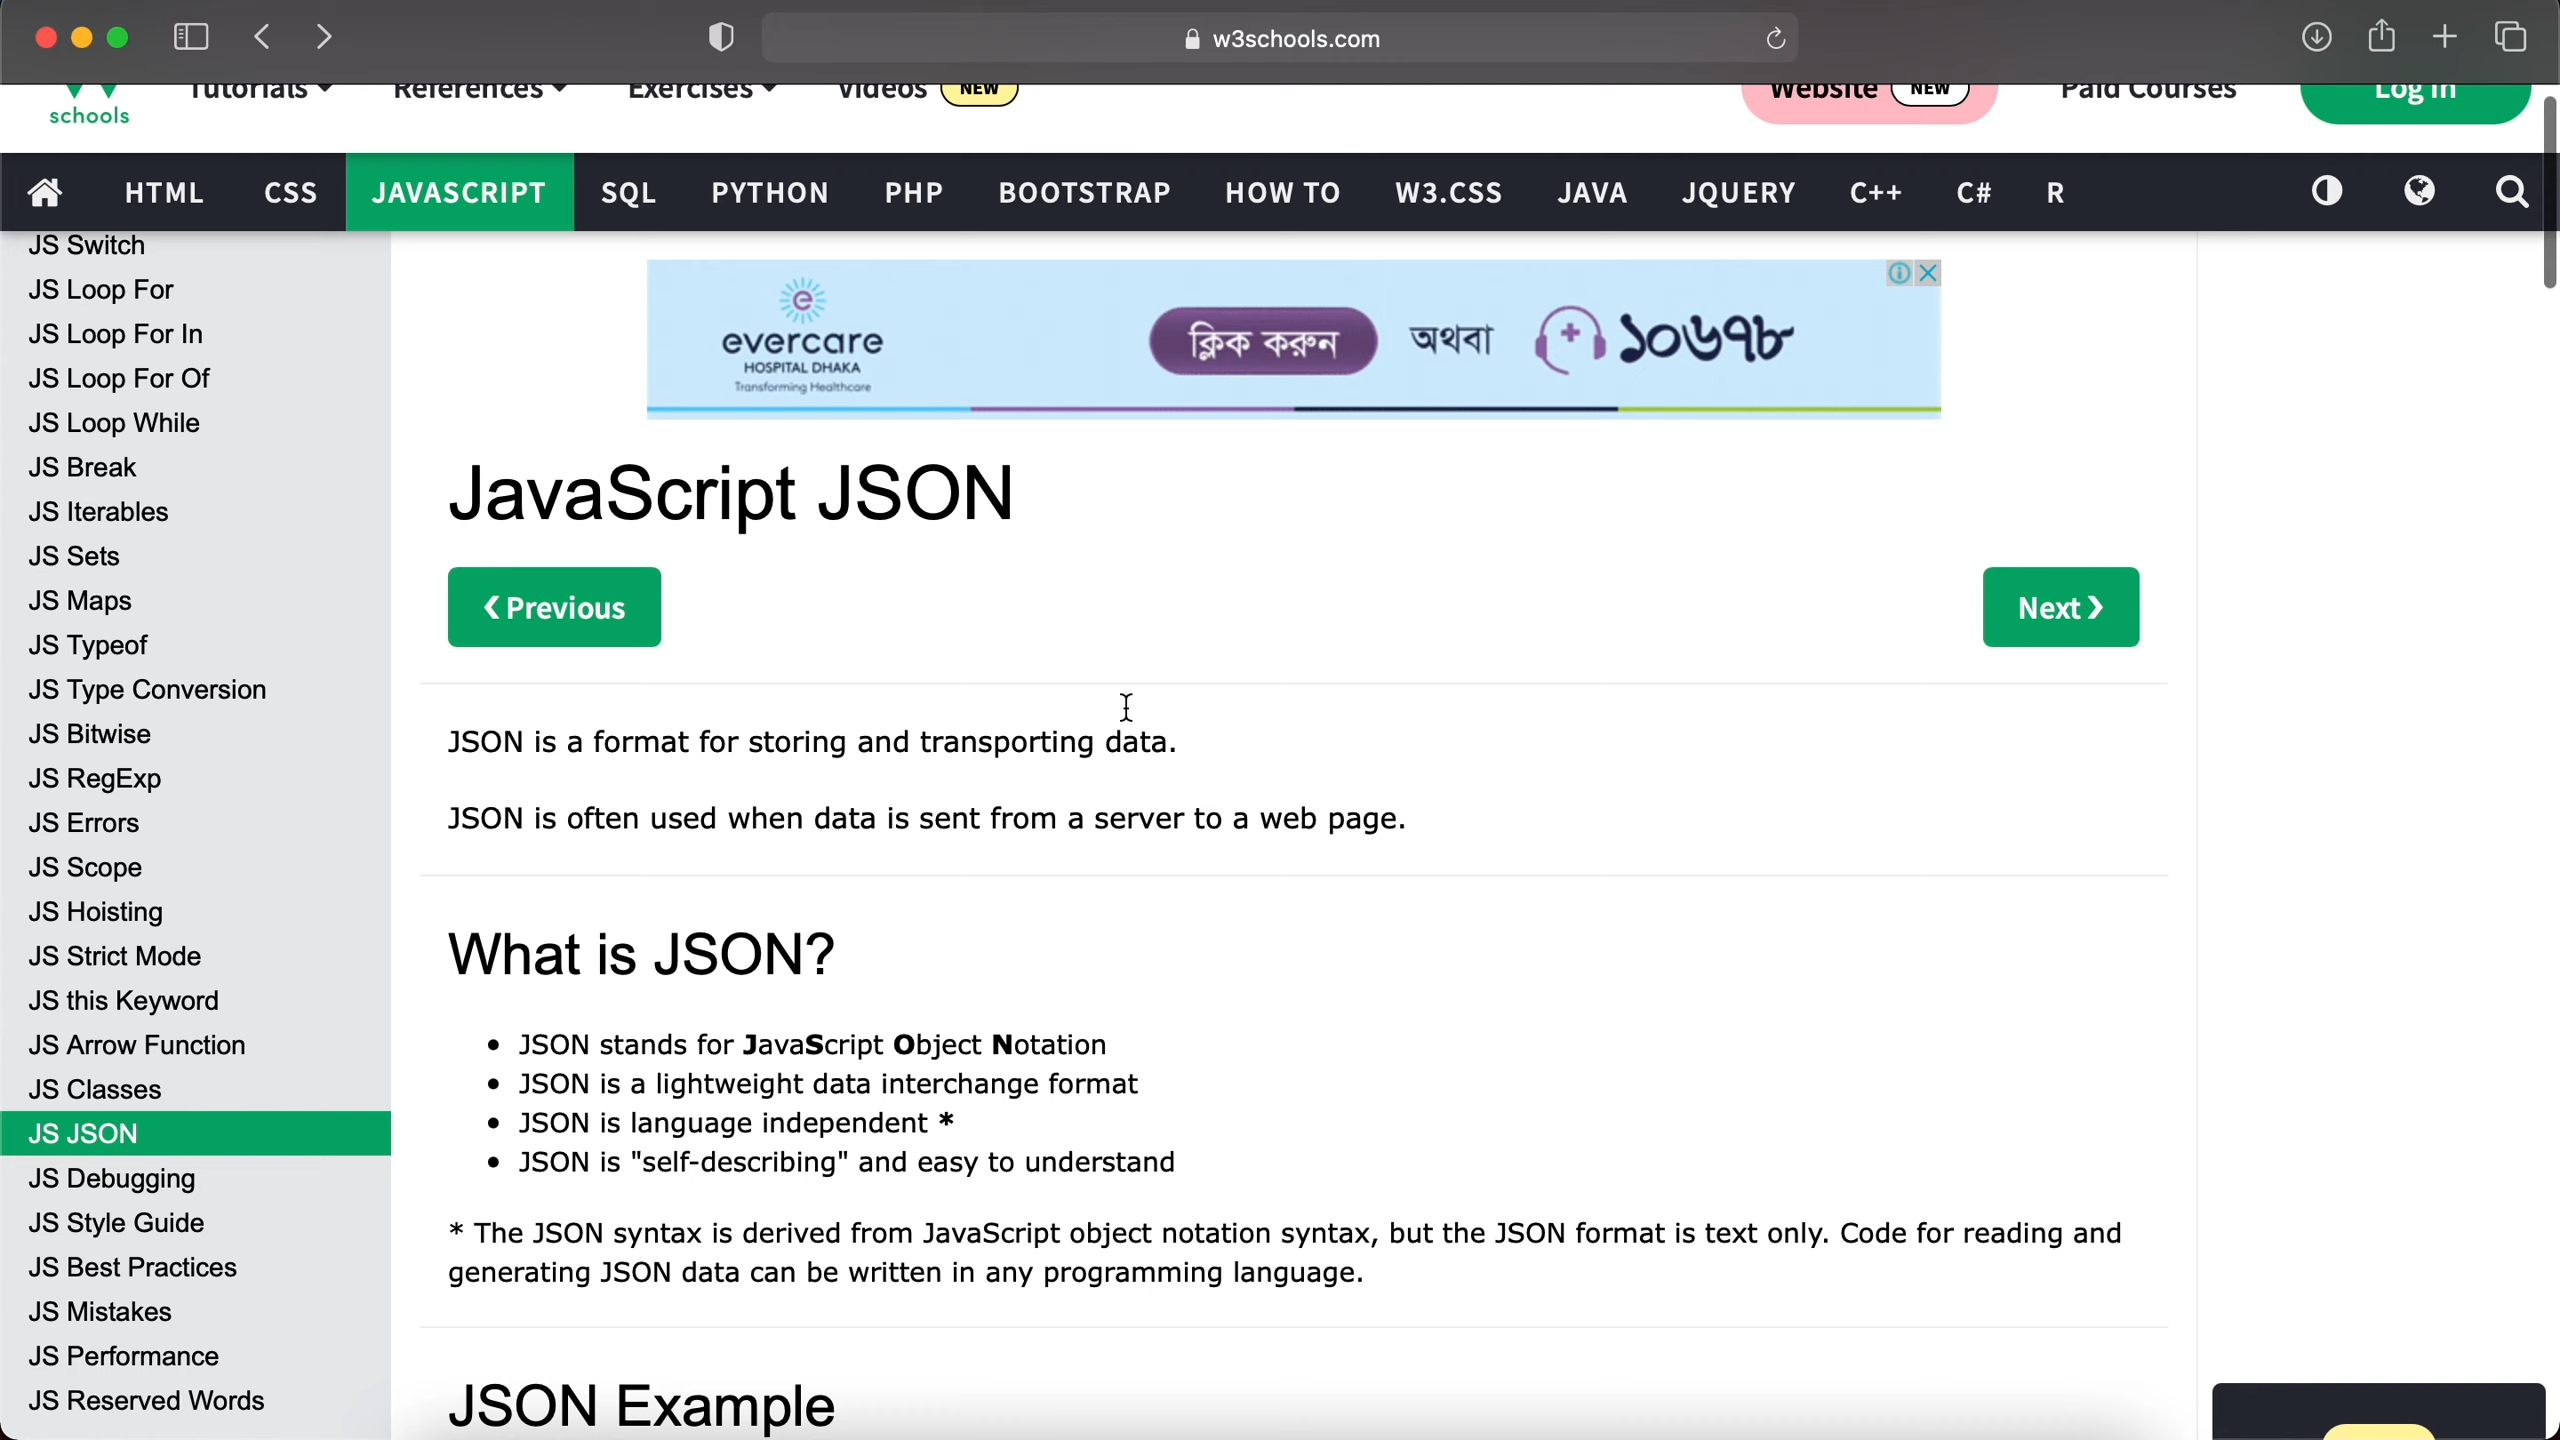 w3schools.com
schools
Tutorials
References
Exercises
Videos NEW
Website NEW
Paid Courses
Log in
HTML CSS JAVASCRIPT SQL PYTHON PHP BOOTSTRAP HOW TO W3.CSS JAVA JQUERY C++ C# R
JS Switch
JS Loop For
JS Loop For In
JS Loop For Of
JS Loop While
JS Break
JS Iterables
JS Sets
JS Maps
JS Typeof
JS Type Conversion
JS Bitwise
JS RegExp
JS Errors
JS Scope
JS Hoisting
JS Strict Mode
JS this Keyword
JS Arrow Function
JS Classes
JS JSON
JS Debugging
JS Style Guide
JS Best Practices
JS Mistakes
JS Performance
JS Reserved Words
evercare
HOSPITAL DHAKA
Transforming Healthcare
ক্লিক করুন অথবা ১০৬৭৮
JavaScript JSON
❮ Previous
Next ❯
JSON is a format for storing and transporting data.
JSON is often used when data is sent from a server to a web page.
What is JSON?
• JSON stands for JavaScript Object Notation
• JSON is a lightweight data interchange format
• JSON is language independent *
• JSON is "self-describing" and easy to understand
* The JSON syntax is derived from JavaScript object notation syntax, but the JSON format is text only. Code for reading and
generating JSON data can be written in any programming language.
JSON Example